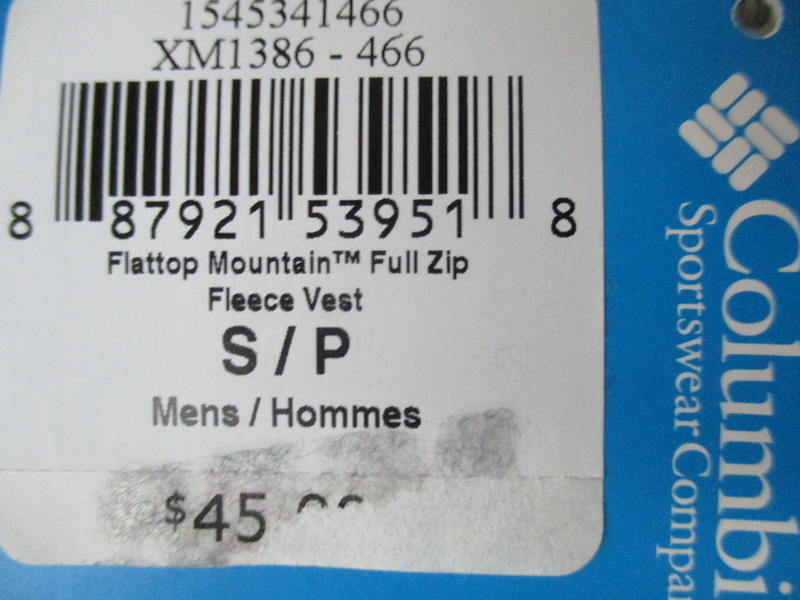 1545341466
XM1386 - 466
8 87921 53951 8
Flattop Mountain™ Full Zip
Fleece Vest
S / P
Mens / Hommes
$45
Columbi
Sportswear Compa